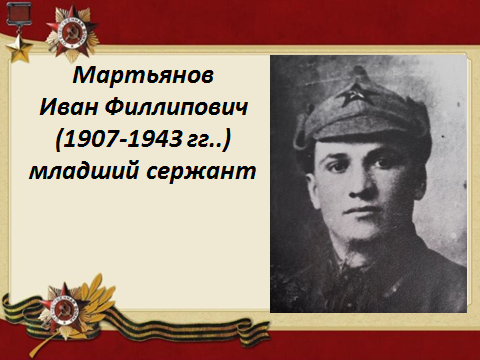 Мартьянов
Иван Филлипович
(1907-1943 гг..)
младший сержант